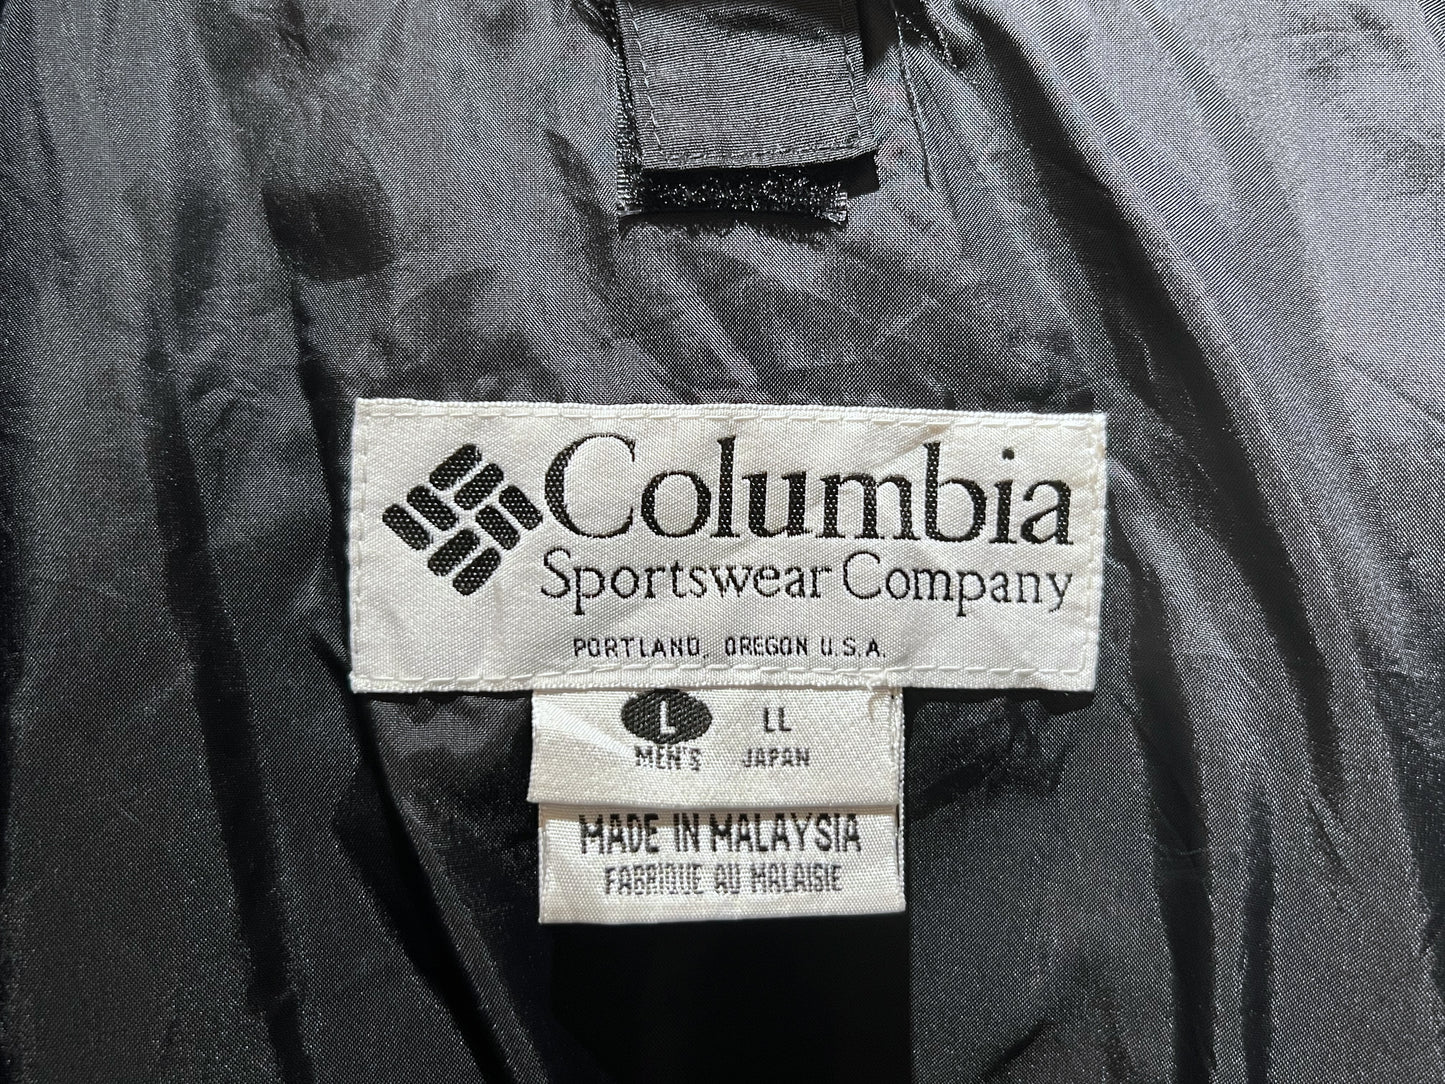 Columbia
Sportswear Company
PORTLAND, OREGON U.S.A.
L LL
MEN'S JAPAN
MADE IN MALAYSIA
FABRIQUE AU MALAISIE